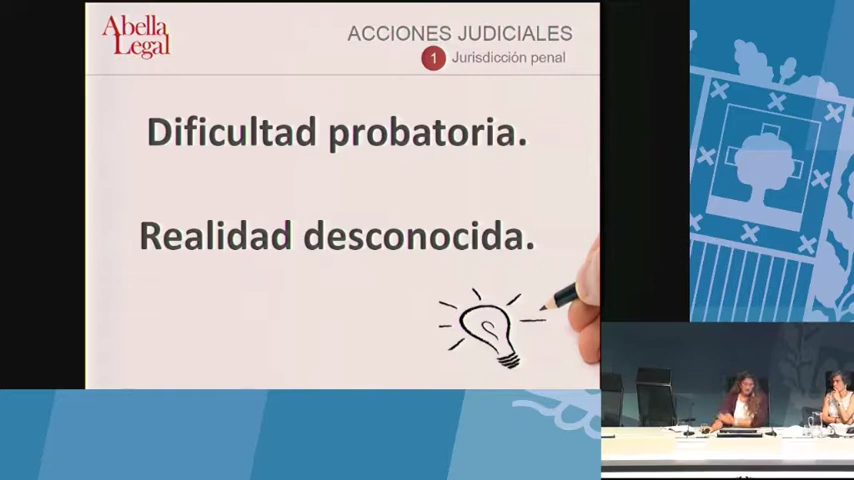 Abella
Legal
ACCIONES JUDICIALES
1 Jurisdicción penal
Dificultad probatoria.
Realidad desconocida.